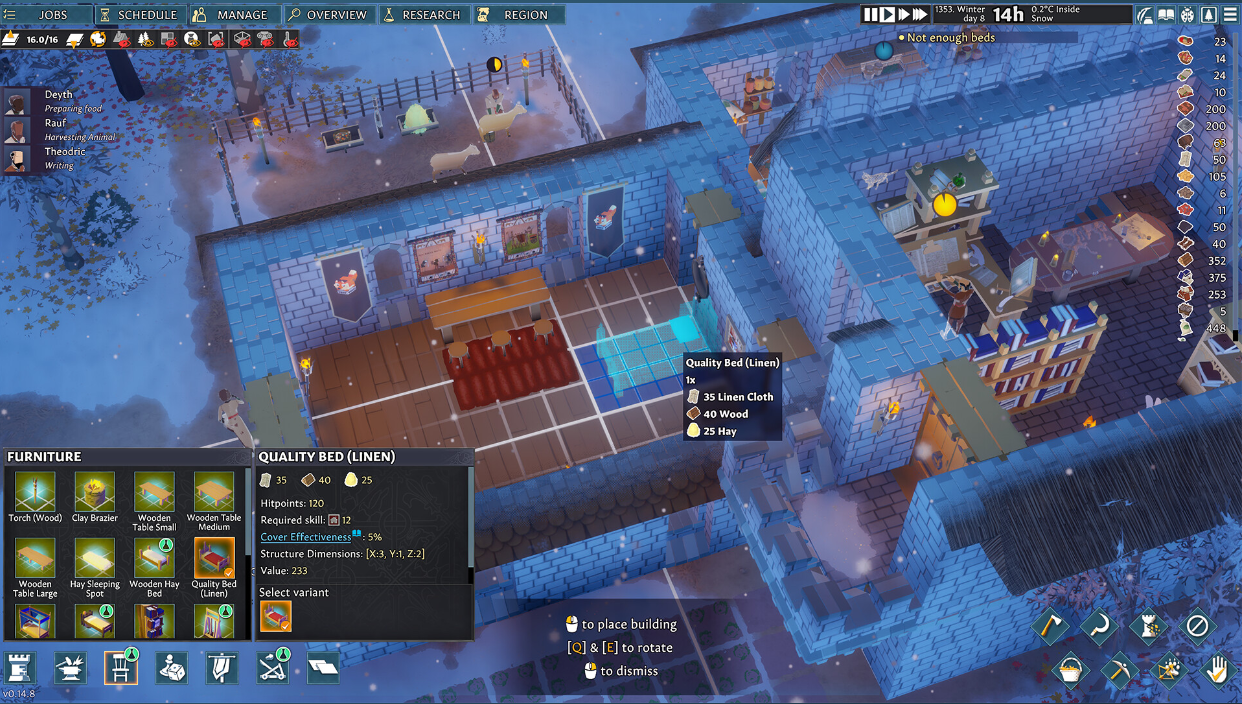 JOBS
SCHEDULE
MANAGE
OVERVIEW
RESEARCH
REGION
1353. Winter
day 8
14h
0.2°C Inside
Snow
16.0/16
Not enough beds
Deyth
Preparing food
Rauf
Harvesting Animal
Theodric
Writing
23
14
24
10
200
200
63
50
105
6
11
50
40
352
375
253
5
448
Quality Bed (Linen)
1x
35 Linen Cloth
40 Wood
25 Hay
FURNITURE
Torch (Wood)
Clay Brazier
Wooden
Table Small
Wooden Table
Medium
Wooden
Table Large
Hay Sleeping
Spot
Wooden Hay
Bed
Quality Bed
(Linen)
QUALITY BED (LINEN)
35
40
25
Hitpoints: 120
Required skill: 12
Cover Effectiveness: 5%
Structure Dimensions: [X:3, Y:1, Z:2]
Value: 233
Select variant
to place building
[Q] & [E] to rotate
to dismiss
v0.14.8